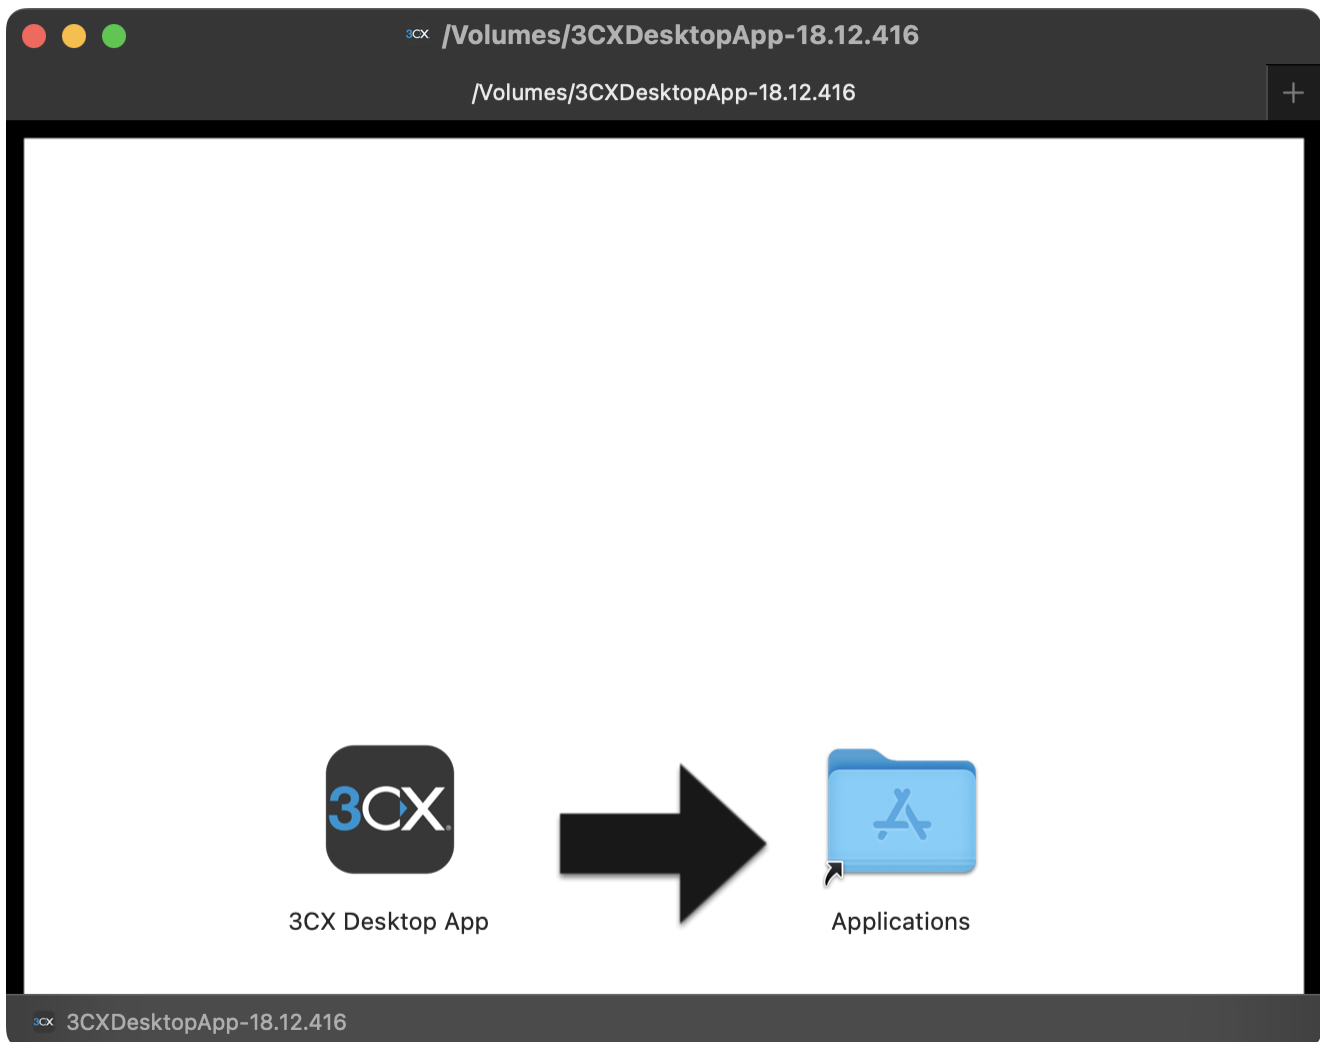 3CX /Volumes/3CXDesktopApp-18.12.416
/Volumes/3CXDesktopApp-18.12.416
3CX
3CX Desktop App
Applications
3CX 3CXDesktopApp-18.12.416